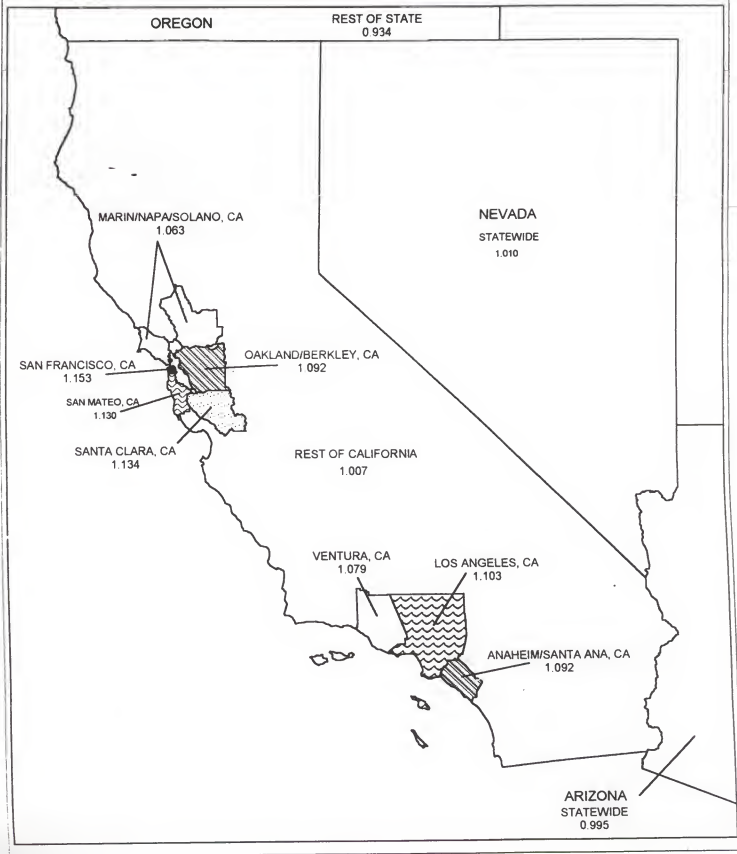 OREGON
REST OF STATE
0.934
NEVADA
STATEWIDE
1.010
MARIN/NAPA/SOLANO, CA
1.063
OAKLAND/BERKLEY, CA
1.092
SAN FRANCISCO, CA
1.153
SAN MATEO, CA
1.130
SANTA CLARA, CA
1.134
REST OF CALIFORNIA
1.007
VENTURA, CA
1.079
LOS ANGELES, CA
1.103
ANAHEIM/SANTA ANA, CA
1.092
ARIZONA
STATEWIDE
0.995